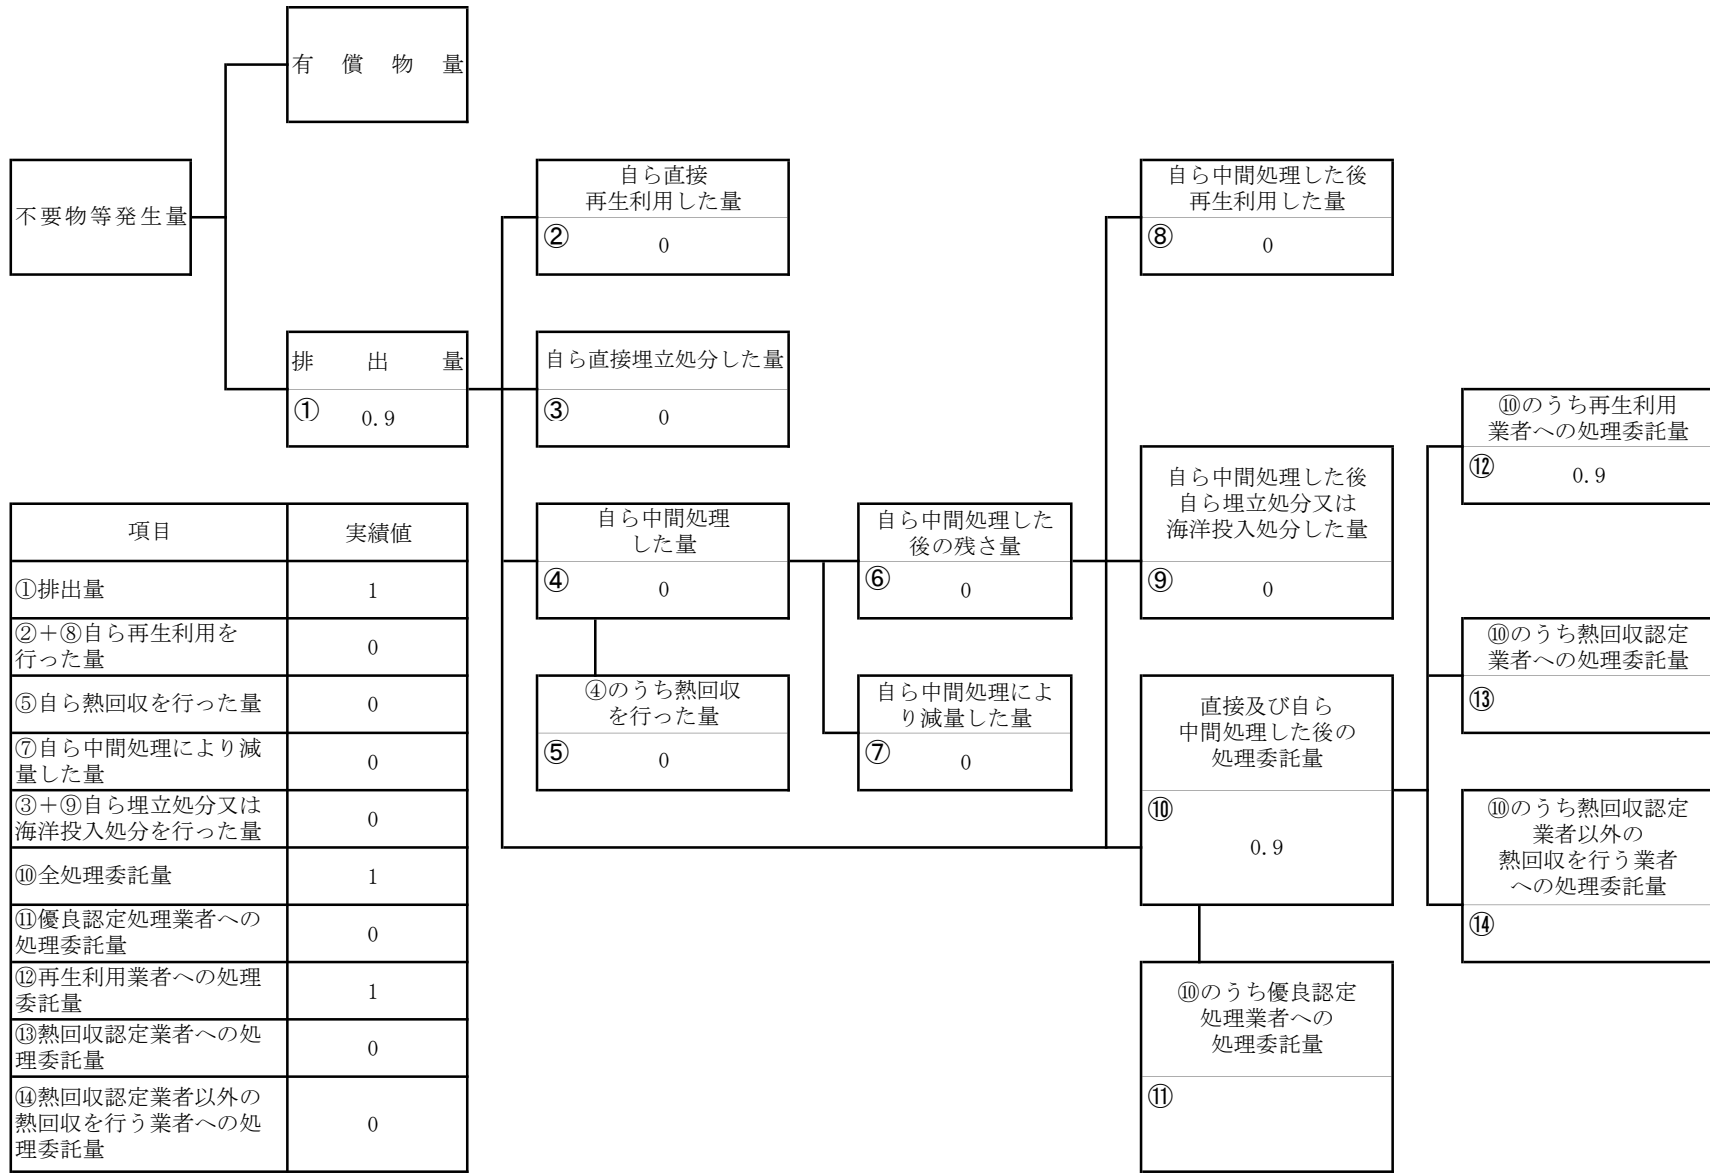 有償物量
不要物等発生量
自ら直接
再生利用した量
② 0
自ら中間処理した後
再生利用した量
⑧ 0
排出量
① 0.9
自ら直接埋立処分した量
③ 0
⑩のうち再生利用
業者への処理委託量
⑫ 0.9
自ら中間処理
した量
④ 0
自ら中間処理した
後の残さ量
⑥ 0
自ら中間処理した後
自ら埋立処分又は
海洋投入処分した量
⑨ 0
⑩のうち熱回収認定
業者への処理委託量
⑬
④のうち熱回収
を行った量
⑤ 0
自ら中間処理によ
り減量した量
⑦ 0
直接及び自ら
中間処理した後の
処理委託量
⑩ 0.9
⑩のうち熱回収認定
業者以外の
熱回収を行う業者
への処理委託量
⑭
⑩のうち優良認定
処理業者への
処理委託量
⑪
項目 実績値
①排出量 1
②+⑧自ら再生利用を
行った量 0
⑤自ら熱回収を行った量 0
⑦自ら中間処理により減
量した量 0
③+⑨自ら埋立処分又は
海洋投入処分を行った量 0
⑩全処理委託量 1
⑪優良認定処理業者への
処理委託量 0
⑫再生利用業者への処理
委託量 1
⑬熱回収認定業者への処
理委託量 0
⑭熱回収認定業者以外の
熱回収を行う業者への処
理委託量 0